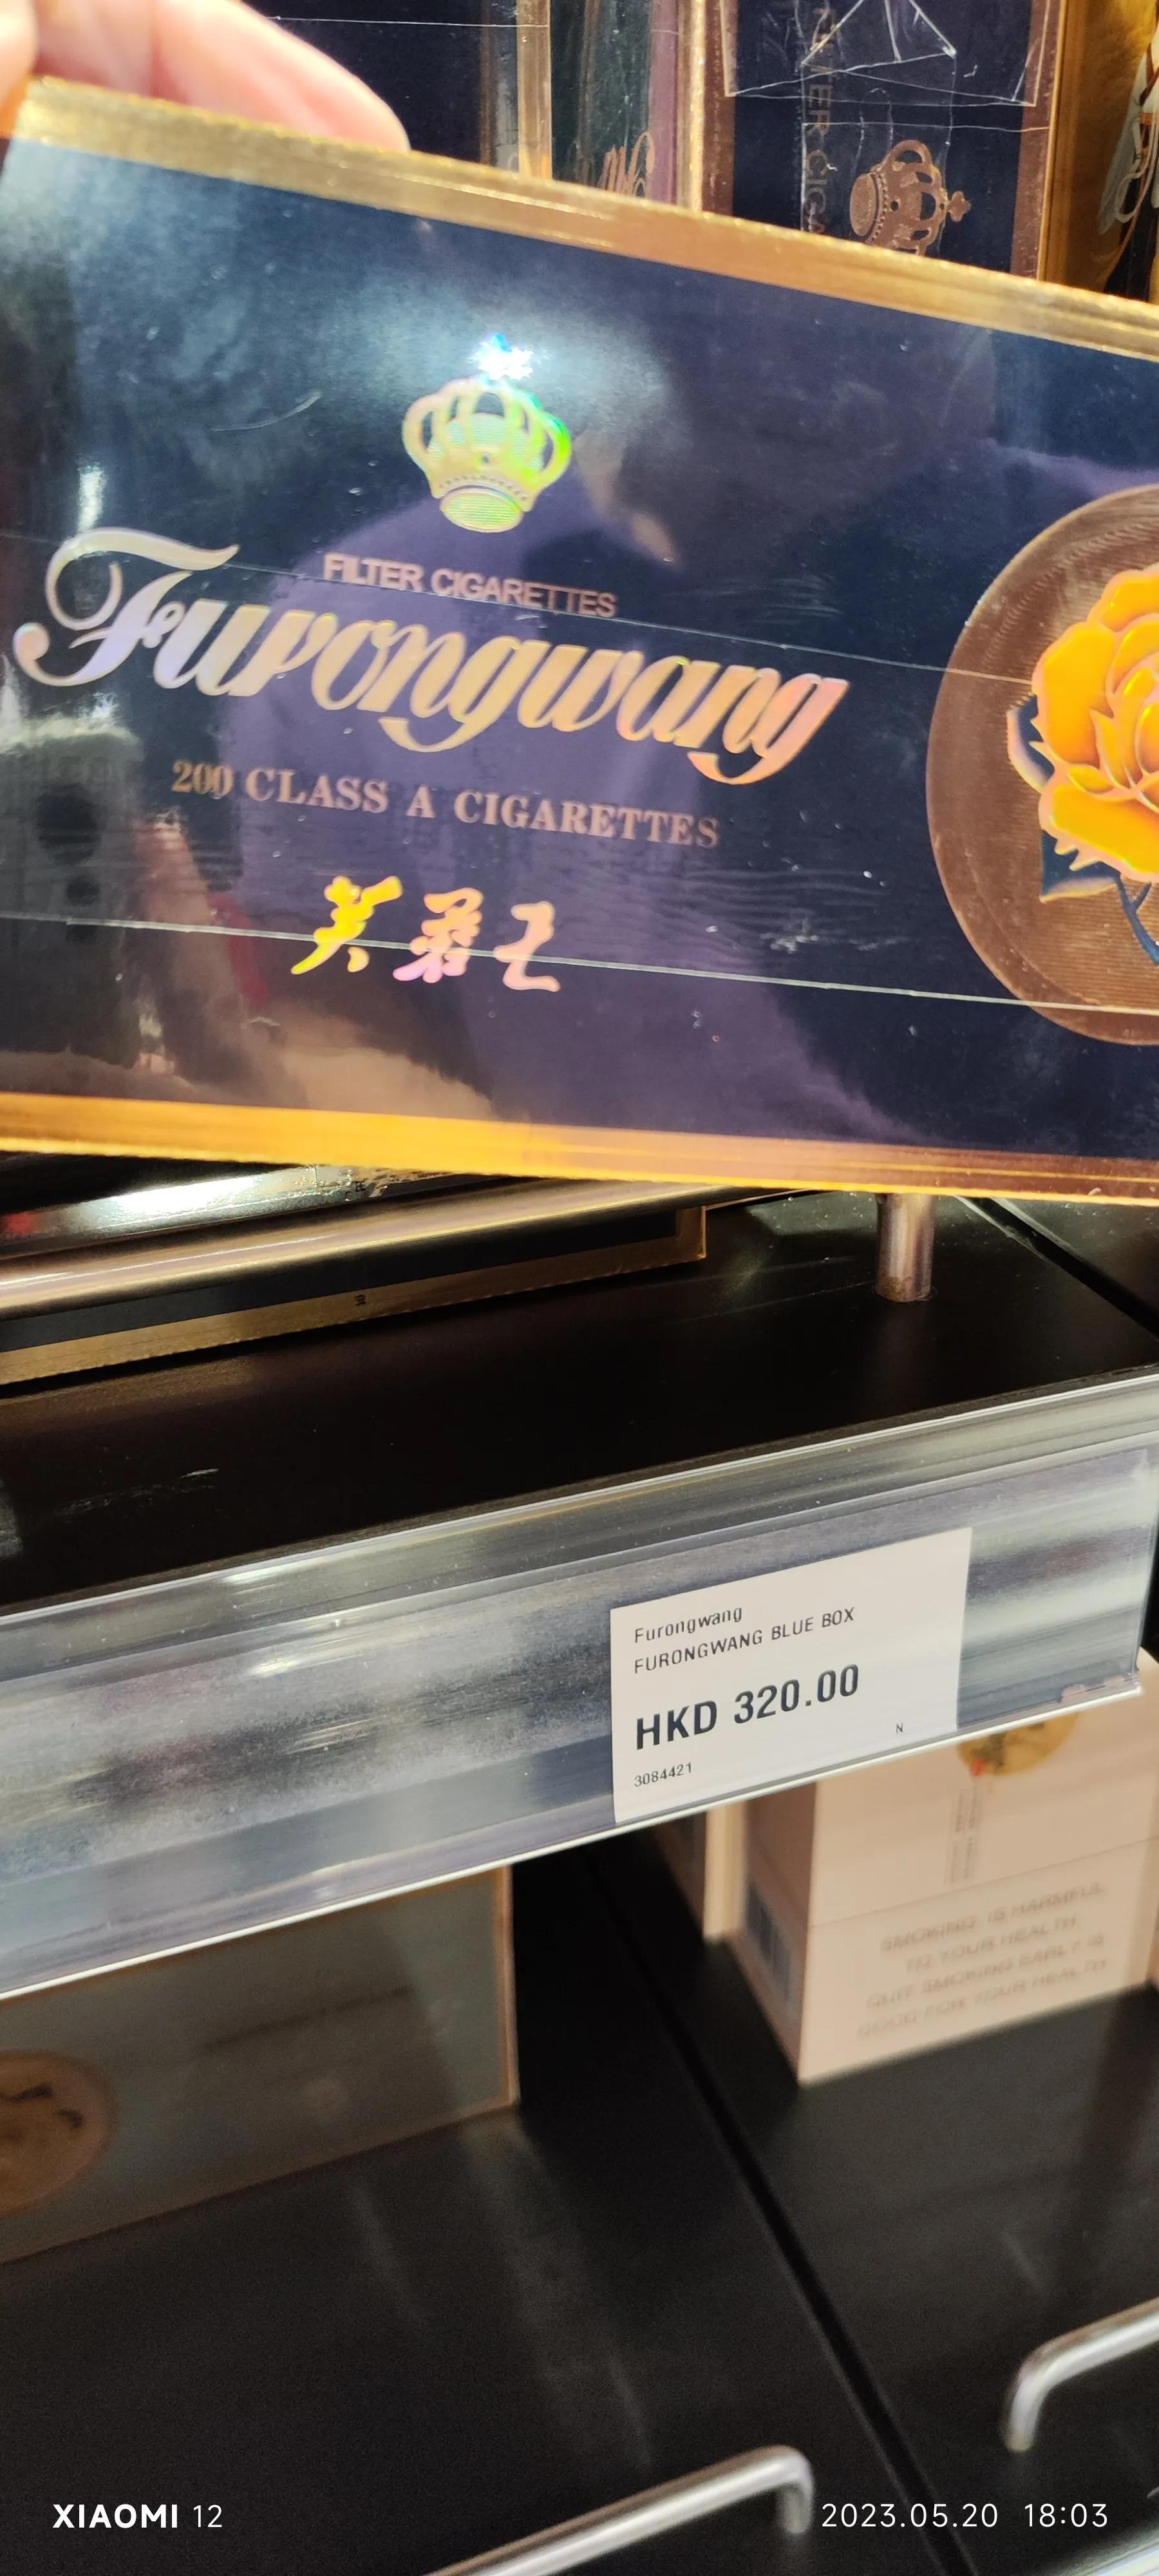 FILTER CIGARETTES
Furongwang
200 CLASS A CIGARETTES
芙蓉王
Furongwang
FURONGWANG BLUE BOX
HKD 320.00
N
3084421
SMOKING IS HARMFUL
TO YOUR HEALTH
QUIT SMOKING EARLY IS
GOOD FOR YOUR HEALTH
XIAOMI 12
2023.05.20 18:03